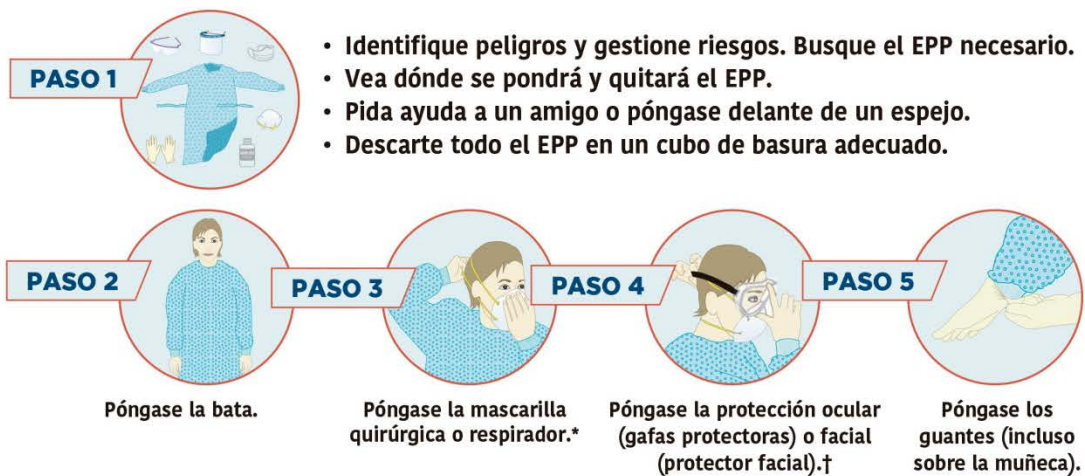 PASO 1
• Identifique peligros y gestione riesgos. Busque el EPP necesario.
• Vea dónde se pondrá y quitará el EPP.
• Pida ayuda a un amigo o póngase delante de un espejo.
• Descarte todo el EPP en un cubo de basura adecuado.
PASO 2
Póngase la bata.
PASO 3
Póngase la mascarilla
quirúrgica o respirador.*
PASO 4
Póngase la protección ocular
(gafas protectoras) o facial
(protector facial).†
PASO 5
Póngase los
guantes (incluso
sobre la muñeca).